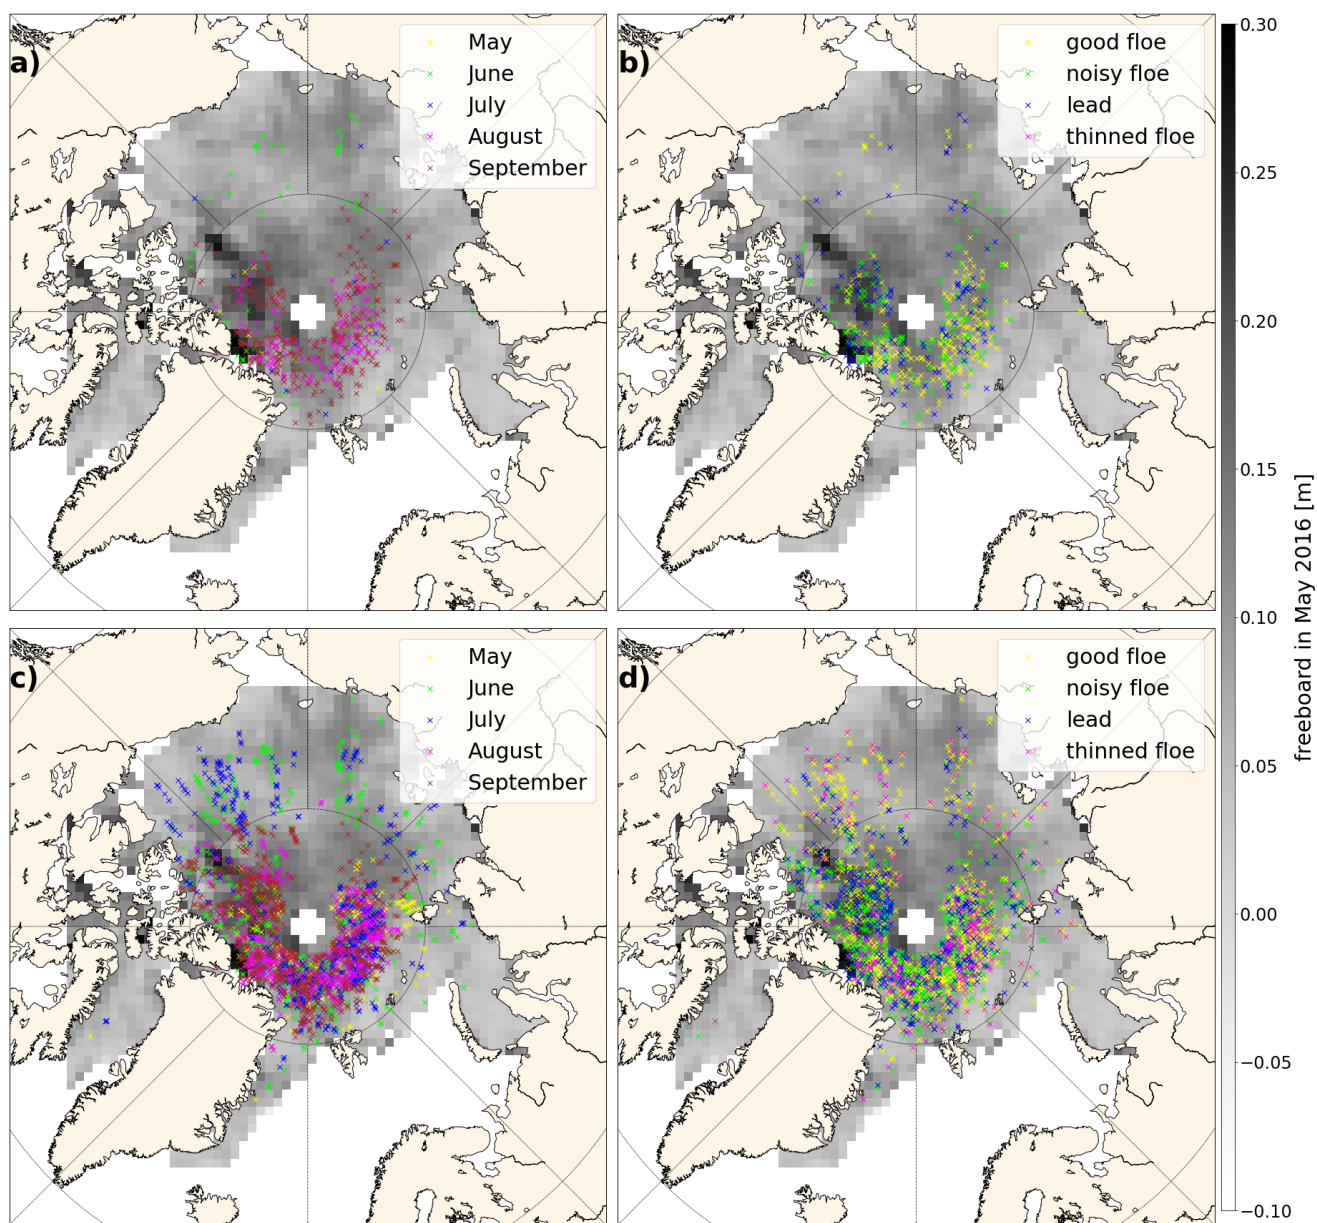 a)
May
June
July
August
September
b)
good floe
noisy floe
lead
thinned floe
c)
May
June
July
August
September
d)
good floe
noisy floe
lead
thinned floe
0.30
0.25
0.20
0.15
0.10
0.05
0.00
−0.05
−0.10
freeboard in May 2016 [m]